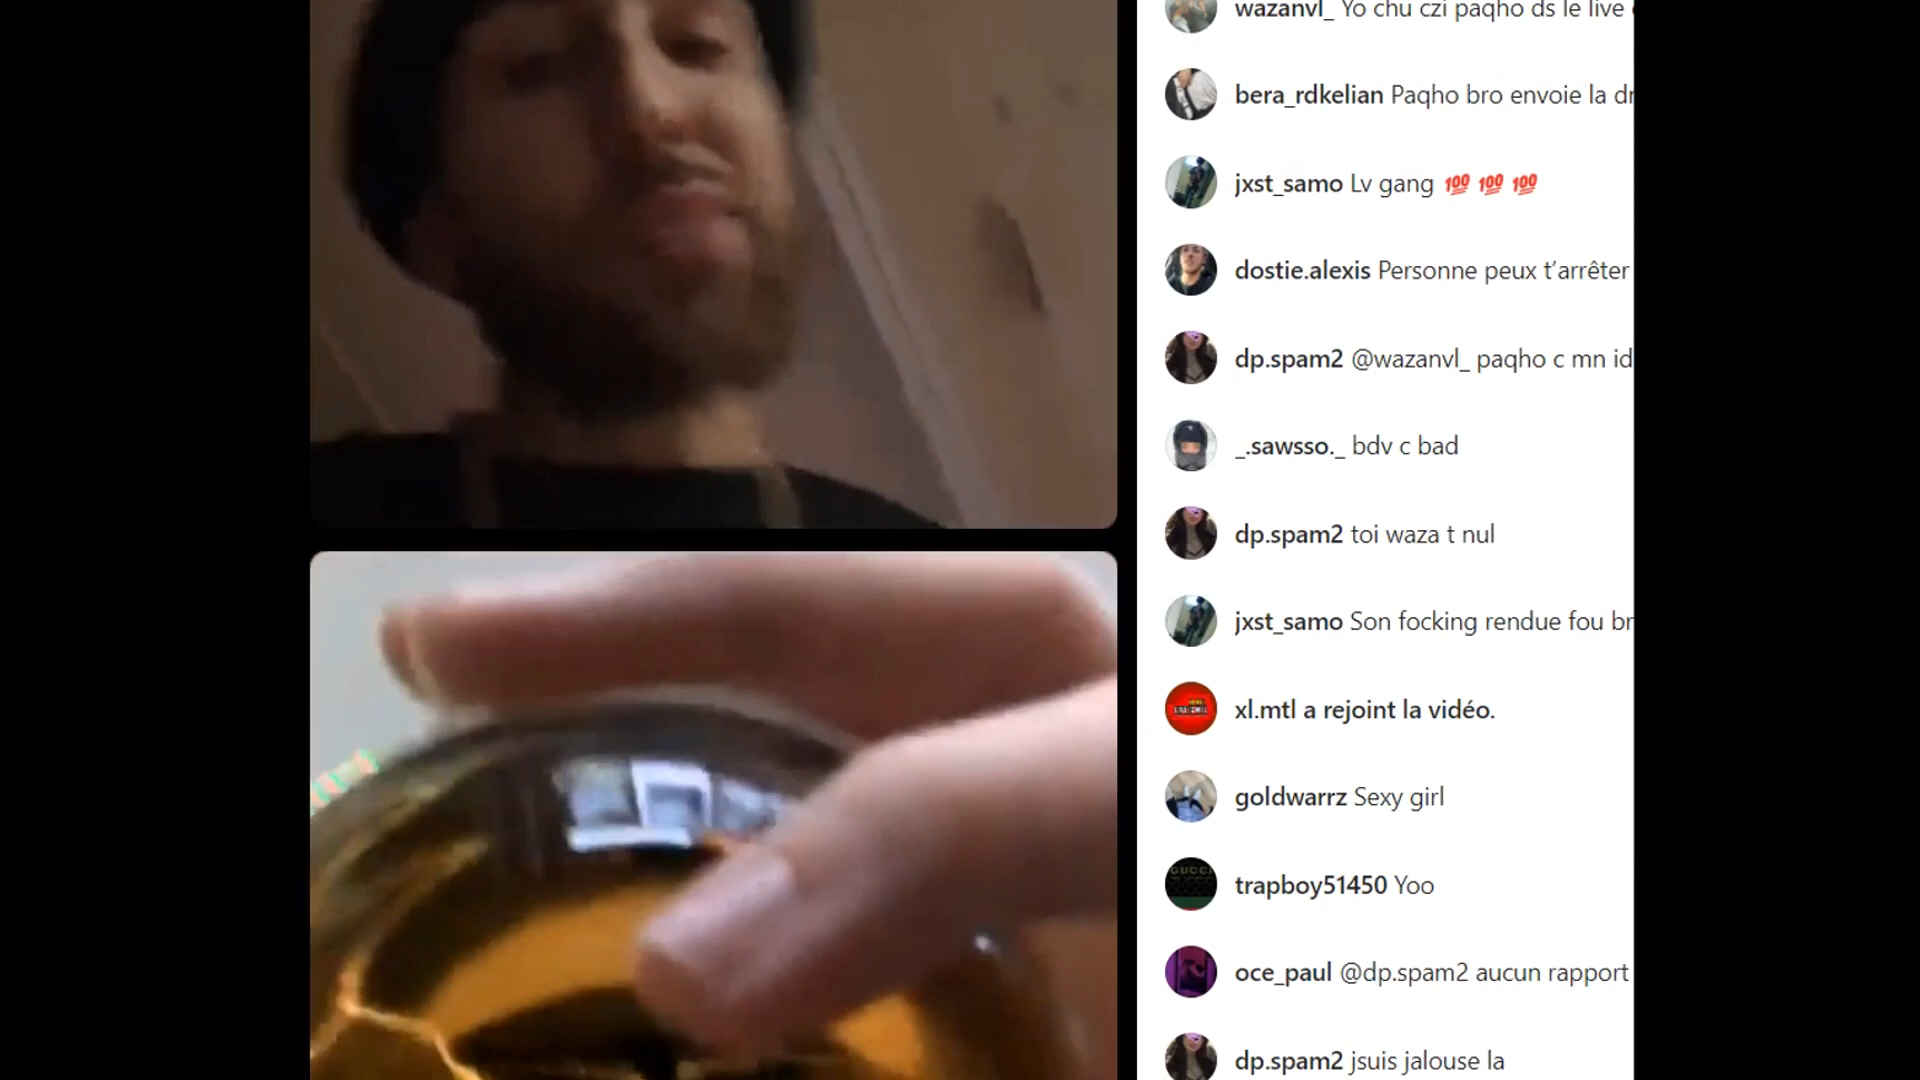 wazanvl_ Yo chu czi paqho ds le live
bera_rdkelian Paqho bro envoie la
jxst_samo Lv gang 💯 💯 💯
dostie.alexis Personne peux t’arrêter
dp.spam2 @wazanvl_ paqho c mn id
_.sawsso._ bdv c bad
dp.spam2 toi waza t nul
jxst_samo Son focking rendue fou
xl.mtl a rejoint la vidéo.
goldwarrz Sexy girl
GUCCI
trapboy51450 Yoo
oce_paul @dp.spam2 aucun rapport
dp.spam2 jsuis jalouse la